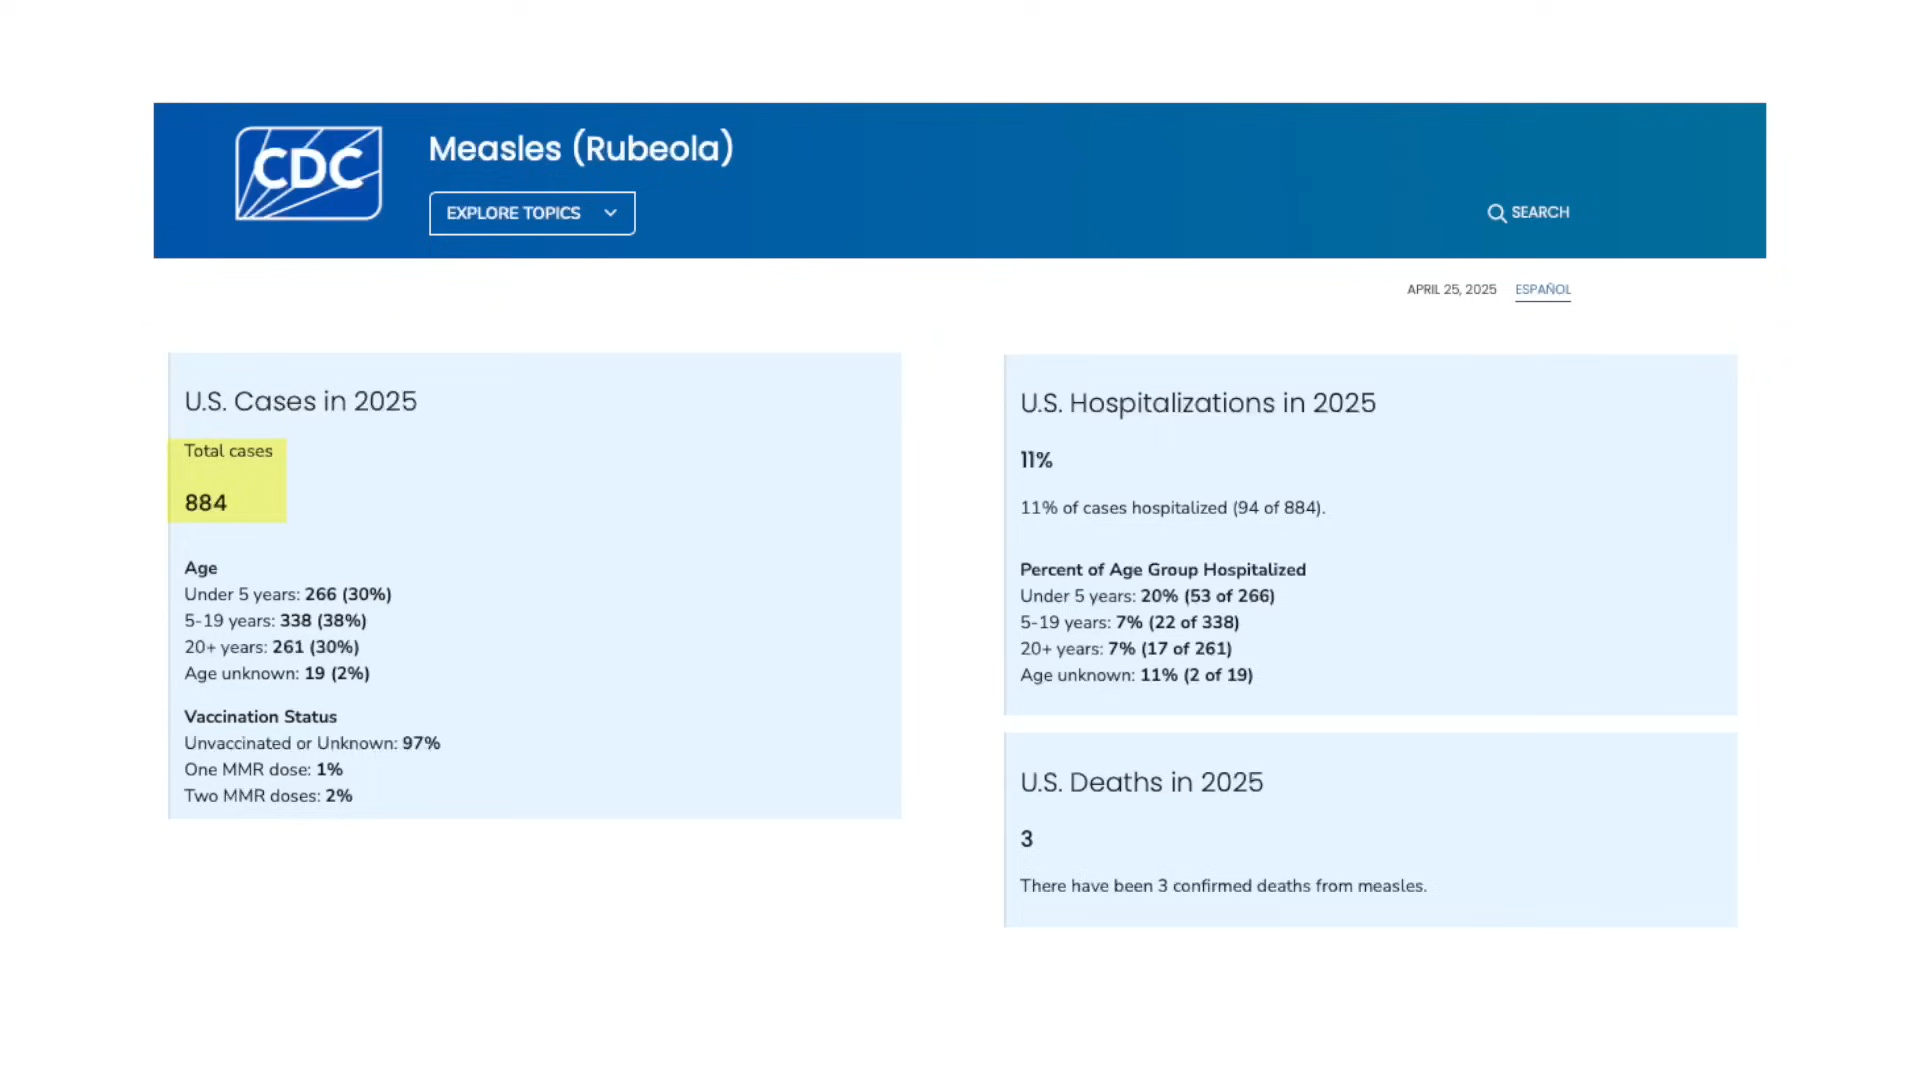 CDC
Measles (Rubeola)
EXPLORE TOPICS
SEARCH
APRIL 25, 2025 ESPAÑOL
U.S. Cases in 2025
Total cases
884
Age
Under 5 years: 266 (30%)
5-19 years: 338 (38%)
20+ years: 261 (30%)
Age unknown: 19 (2%)
Vaccination Status
Unvaccinated or Unknown: 97%
One MMR dose: 1%
Two MMR doses: 2%
U.S. Hospitalizations in 2025
11%
11% of cases hospitalized (94 of 884).
Percent of Age Group Hospitalized
Under 5 years: 20% (53 of 266)
5-19 years: 7% (22 of 338)
20+ years: 7% (17 of 261)
Age unknown: 11% (2 of 19)
U.S. Deaths in 2025
3
There have been 3 confirmed deaths from measles.